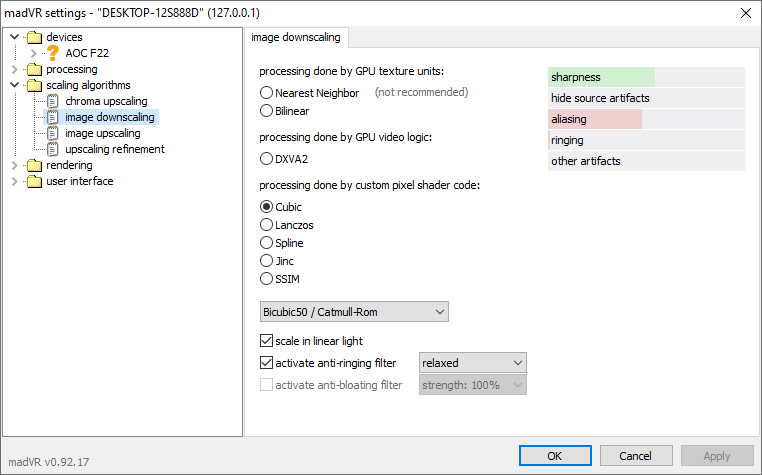 madVR settings - "DESKTOP-12S888D" (127.0.0.1)
devices
AOC F22
processing
scaling algorithms
chroma upscaling
image downscaling
image upscaling
upscaling refinement
rendering
user interface
image downscaling
processing done by GPU texture units:
Nearest Neighbor (not recommended)
Bilinear
processing done by GPU video logic:
DXVA2
processing done by custom pixel shader code:
Cubic
Lanczos
Spline
Jinc
SSIM
Bicubic50 / Catmull-Rom
scale in linear light
activate anti-ringing filter relaxed
activate anti-bloating filter strength: 100%
sharpness
hide source artifacts
aliasing
ringing
other artifacts
madVR v0.92.17
OK Cancel Apply